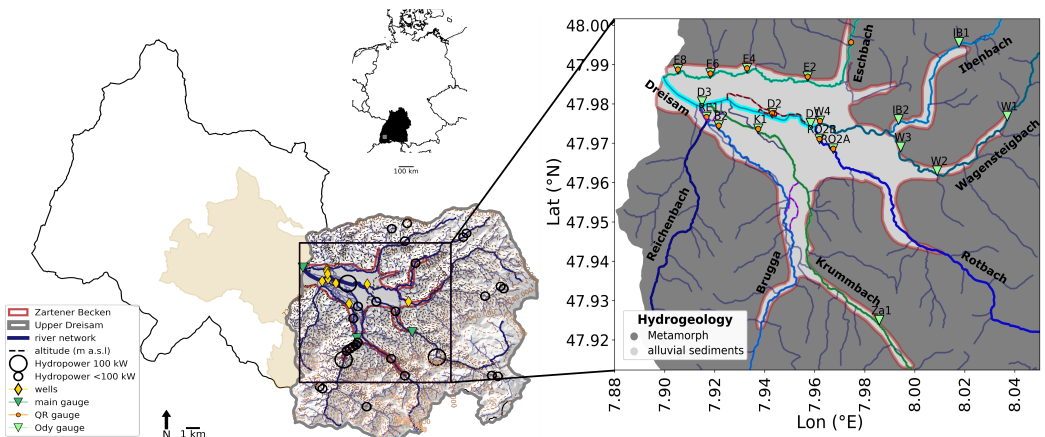 100 km
Zartener Becken
Upper Dreisam
river network
altitude (m a.s.l)
Hydropower 100 kW
Hydropower <100 kW
wells
main gauge
QR gauge
Ody gauge
N
1 km
48.00
47.99
47.98
47.97
47.96
47.95
47.94
47.93
47.92
Lat (°N)
7.88
7.90
7.92
7.94
7.96
7.98
8.00
8.02
8.04
Lon (°E)
E8
E6
E4
E2
Eschbach
IB1
Ibenbach
Dreisam
D3
D2
D1
W4
IB2
W1
K1
RO2A
W3
W2
Wagensteigbach
Reichenbach
Brugga
Krummbach
Rotbach
Za1
Hydrogeology
Metamorph
alluvial sediments